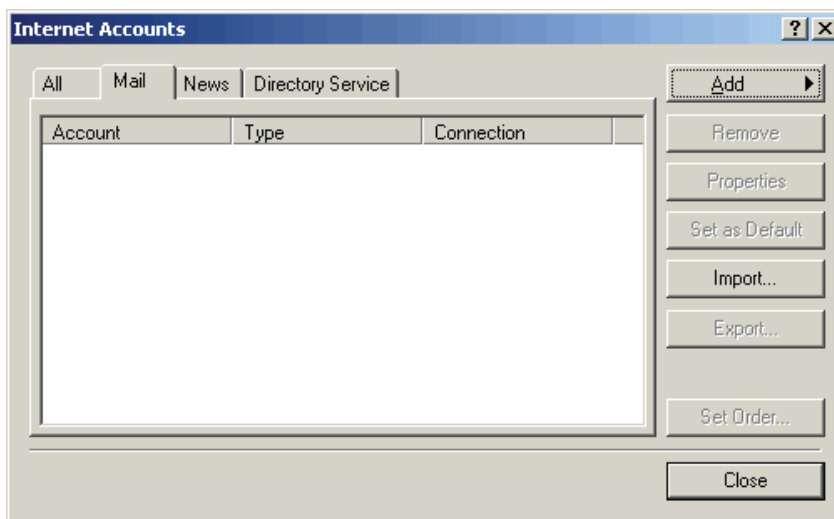 Internet Accounts
All Mail News Directory Service
Account Type Connection
Add
Remove
Properties
Set as Default
Import...
Export...
Set Order...
Close